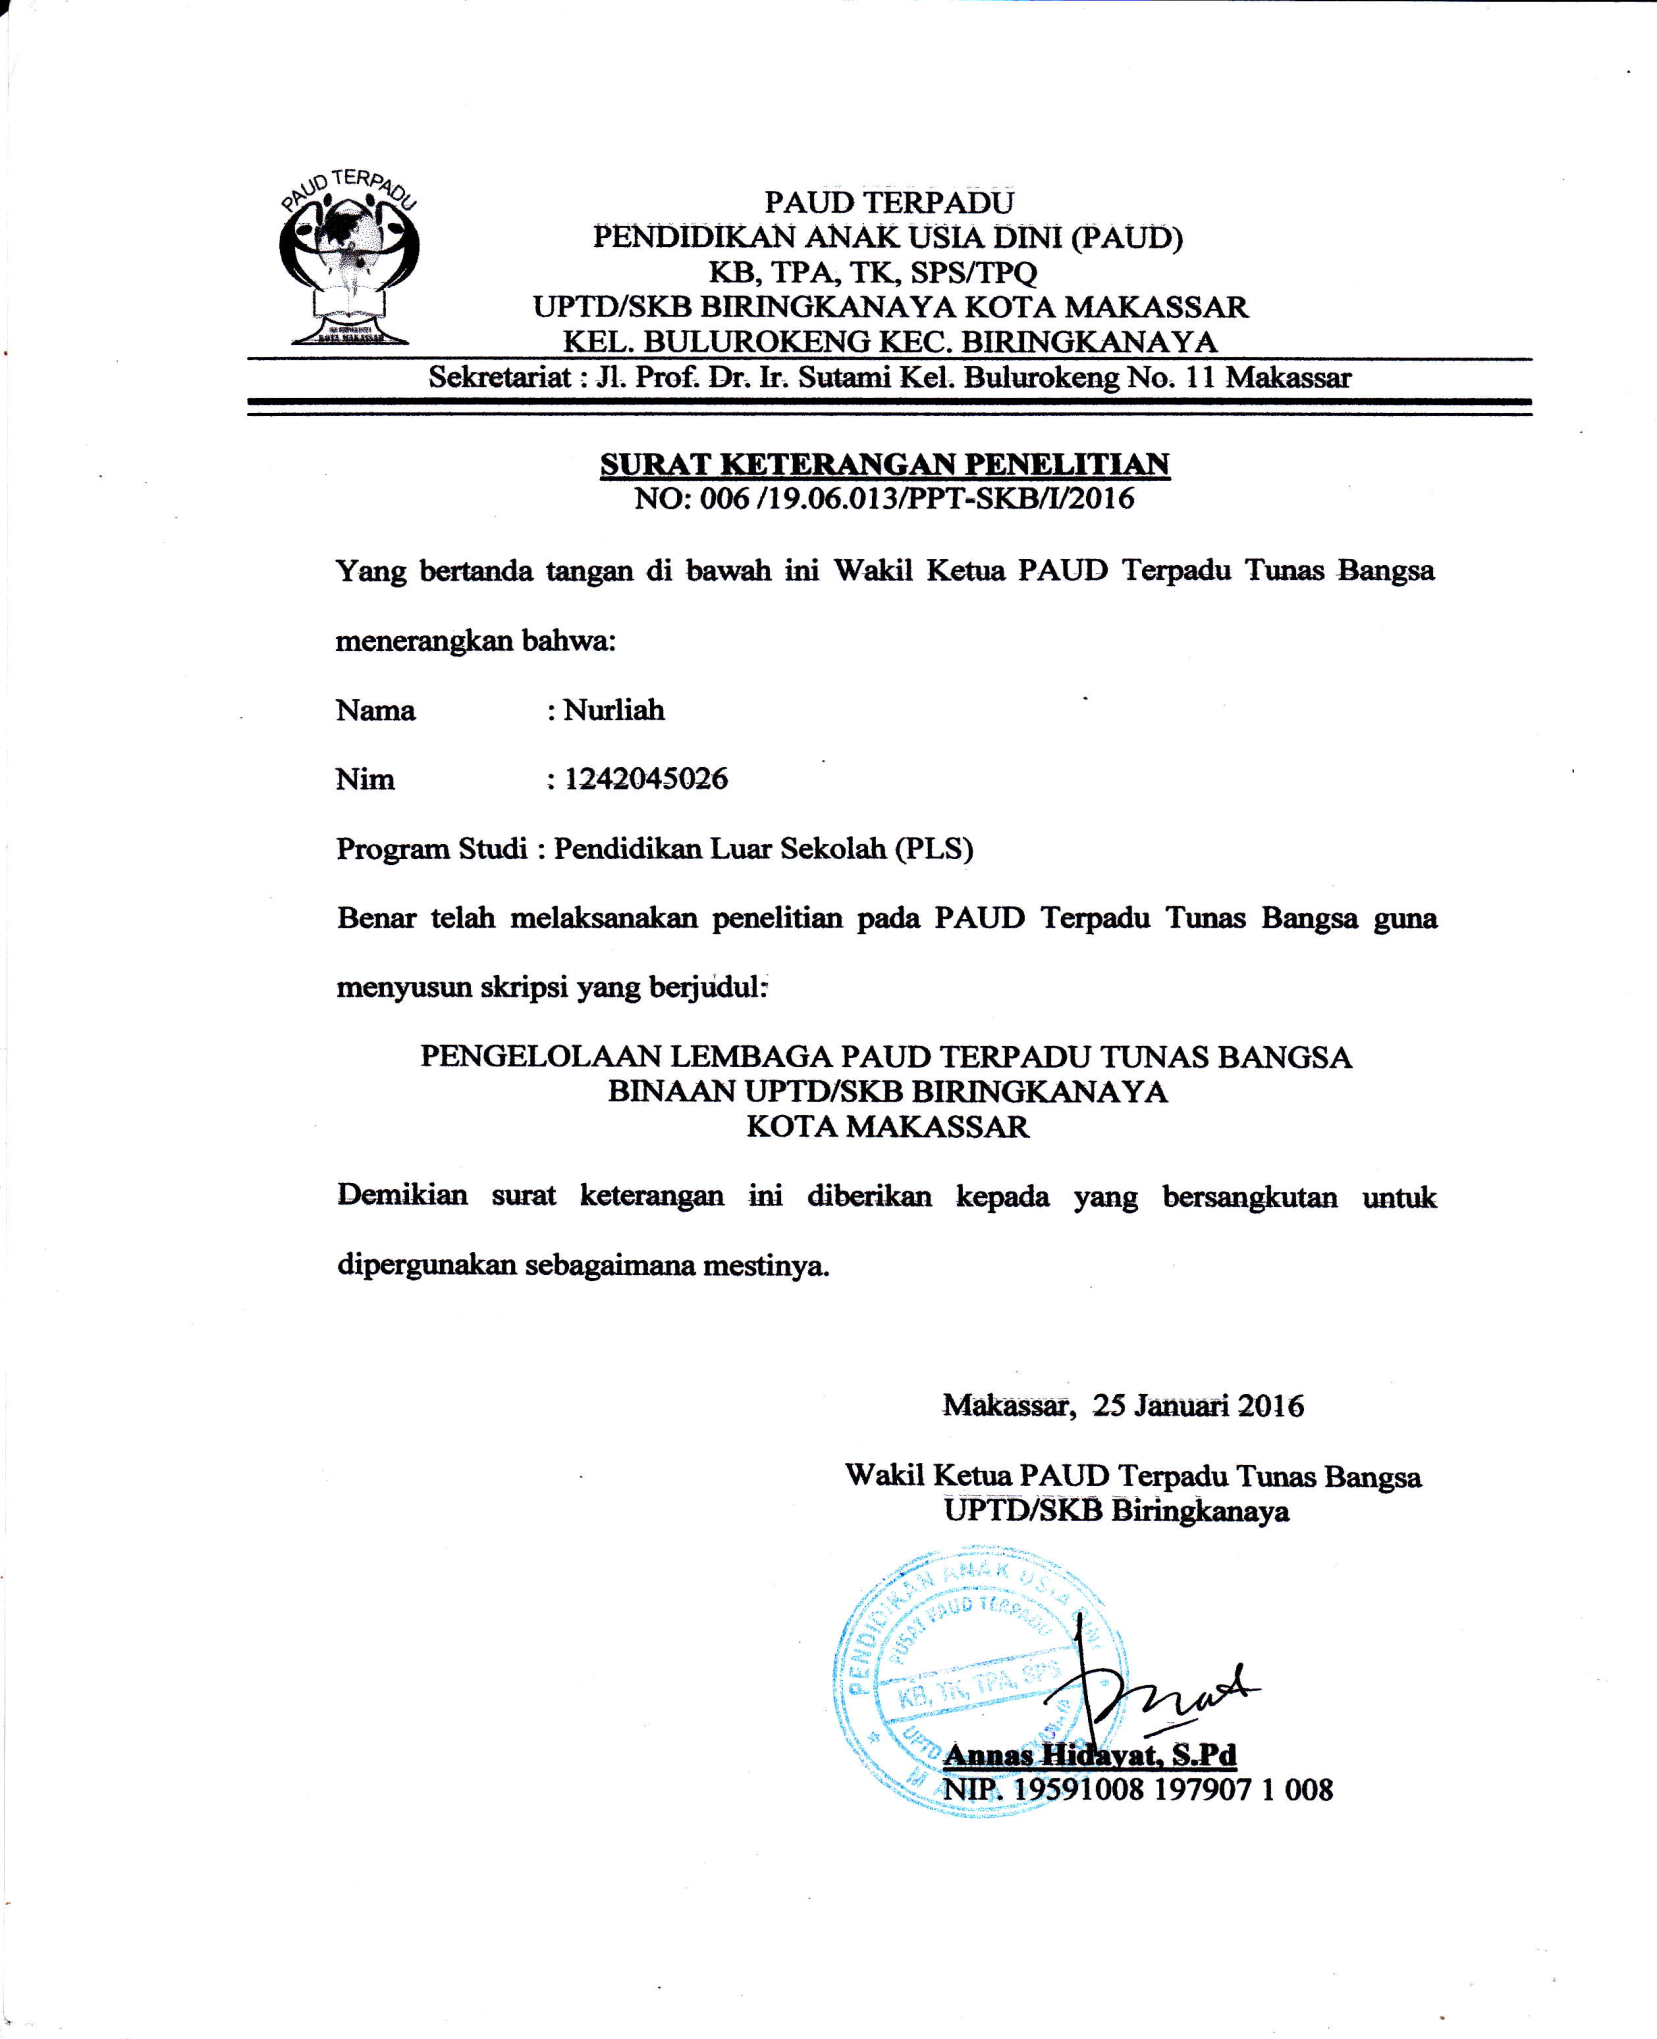 PAUD TERPADU
KOTA MAKASSAR
PAUD TERPADU
PENDIDIKAN ANAK USIA DINI (PAUD)
KB, TPA, TK, SPS/TPQ
UPTD/SKB BIRINGKANAYA KOTA MAKASSAR
KEL. BULUROKENG KEC. BIRINGKANAYA
Sekretariat : Jl. Prof. Dr. Ir. Sutami Kel. Bulurokeng No. 11 Makassar
SURAT KETERANGAN PENELITIAN
NO: 006 /19.06.013/PPT-SKB/I/2016
Yang bertanda tangan di bawah ini Wakil Ketua PAUD Terpadu Tunas Bangsa
menerangkan bahwa:
Nama : Nurliah
Nim : 1242045026
Program Studi : Pendidikan Luar Sekolah (PLS)
Benar telah melaksanakan penelitian pada PAUD Terpadu Tunas Bangsa guna
menyusun skripsi yang berjudul:
PENGELOLAAN LEMBAGA PAUD TERPADU TUNAS BANGSA
BINAAN UPTD/SKB BIRINGKANAYA
KOTA MAKASSAR
Demikian surat keterangan ini diberikan kepada yang bersangkutan untuk
dipergunakan sebagaimana mestinya.
Makassar, 25 Januari 2016
Wakil Ketua PAUD Terpadu Tunas Bangsa
UPTD/SKB Biringkanaya
PENDIDIKAN ANAK USIA DINI
PUSAT PAUD TERPADU
KB, TK, TPA, SPS
UPTD
Annas Hidayat, S.Pd
NIP. 19591008 197907 1 008